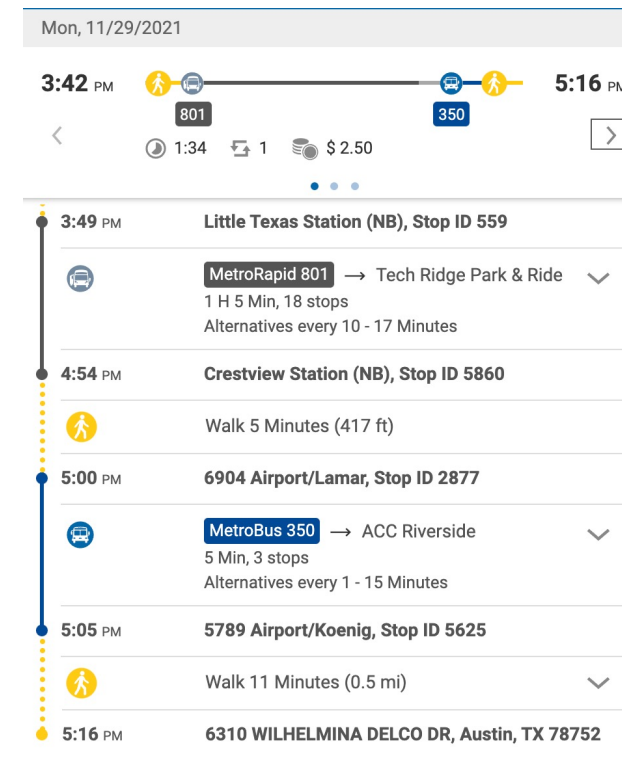 Mon, 11/29/2021
3:42 PM
5:16 PM
801
350
1:34
1
$ 2.50
3:49 PM Little Texas Station (NB), Stop ID 559
MetroRapid 801 → Tech Ridge Park & Ride
1 H 5 Min, 18 stops
Alternatives every 10 - 17 Minutes
4:54 PM Crestview Station (NB), Stop ID 5860
Walk 5 Minutes (417 ft)
5:00 PM 6904 Airport/Lamar, Stop ID 2877
MetroBus 350 → ACC Riverside
5 Min, 3 stops
Alternatives every 1 - 15 Minutes
5:05 PM 5789 Airport/Koenig, Stop ID 5625
Walk 11 Minutes (0.5 mi)
5:16 PM 6310 WILHELMINA DELCO DR, Austin, TX 78752